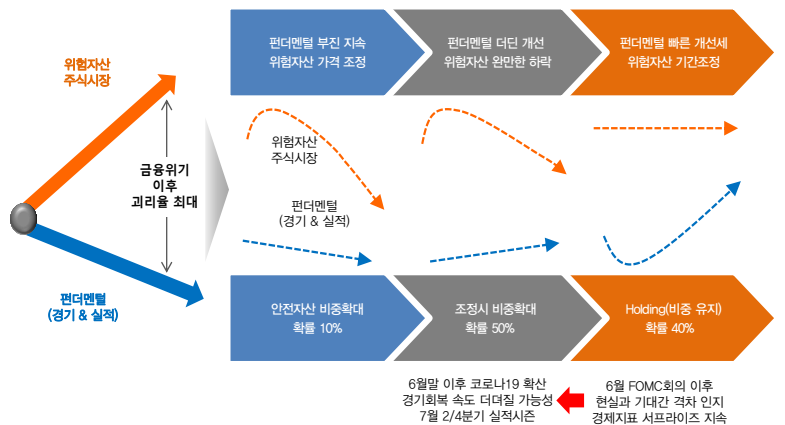 위험자산
주식시장
금융위기
이후
괴리율 최대
펀더멘털
(경기 & 실적)
펀더멘털 부진 지속
위험자산 가격 조정
펀더멘털 더딘 개선
위험자산 완만한 하락
펀더멘털 빠른 개선세
위험자산 기간조정
위험자산
주식시장
펀더멘털
(경기 & 실적)
안전자산 비중확대
확률 10%
조정시 비중확대
확률 50%
Holding(비중 유지)
확률 40%
6월말 이후 코로나19 확산
경기회복 속도 더뎌질 가능성
7월 2/4분기 실적시즌
6월 FOMC회의 이후
현실과 기대간 격차 인지
경제지표 서프라이즈 지속